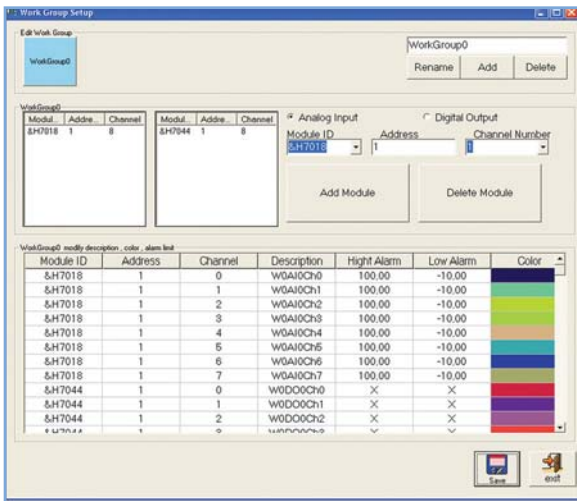 Work Group Setup
Edit Work Group
WorkGroup0
WorkGroup0
Rename Add Delete
WorkGroup0
Modul... Addre... Channel Modul... Addre... Channel
&H7018 1 8 &H7044 1 8
Analog Input Digital Output
Module ID Address Channel Number
&H7018 1 1
Add Module Delete Module
WorkGroup0 modify description , color , alarm limit
Module ID Address Channel Description Hight Alarm Low Alarm Color
&H7018 1 0 W0AI0Ch0 100,00 -10,00
&H7018 1 1 W0AI0Ch1 100,00 -10,00
&H7018 1 2 W0AI0Ch2 100,00 -10,00
&H7018 1 3 W0AI0Ch3 100,00 -10,00
&H7018 1 4 W0AI0Ch4 100,00 -10,00
&H7018 1 5 W0AI0Ch5 100,00 -10,00
&H7018 1 6 W0AI0Ch6 100,00 -10,00
&H7018 1 7 W0AI0Ch7 100,00 -10,00
&H7044 1 0 W0DO0Ch0 X X
&H7044 1 1 W0DO0Ch1 X X
&H7044 1 2 W0DO0Ch2 X X
Save exit